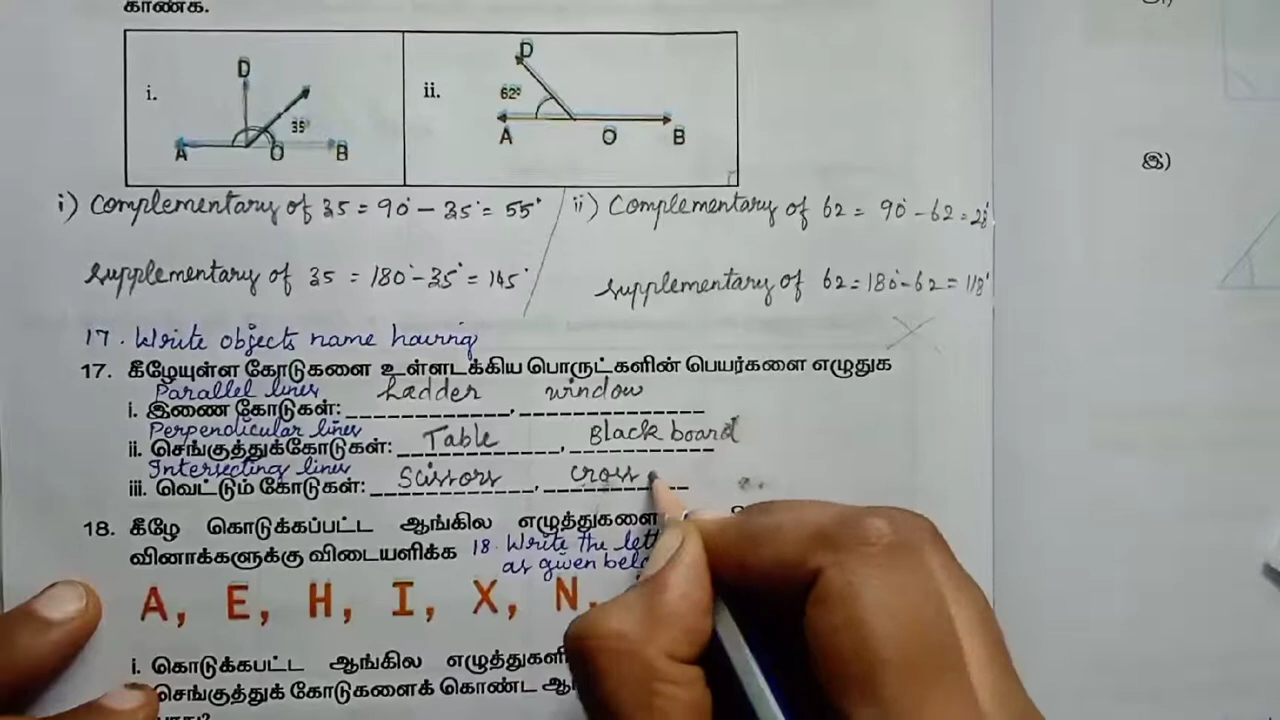 காண்க.
i.
D
35°
A O B
ii.
D
62°
A O B
i) Complementary of 35 = 90° - 35° = 55°
ii) Complementary of 62 = 90° - 62 = 28°
supplementary of 35 = 180° - 35° = 145°
supplementary of 62 = 180° - 62 = 118°
17. Write objects name having
17. கீழேயுள்ள கோடுகளை உள்ளடக்கிய பொருட்களின் பெயர்களை எழுதுக
Parallel lines
i. இணை கோடுகள்: Ladder, window
Perpendicular lines
ii. செங்குத்துக்கோடுகள்: Table, Black board
Intersecting lines
iii. வெட்டும் கோடுகள்: Scissors, cross
18. கீழே கொடுக்கப்பட்ட ஆங்கில எழுத்துகளை
வினாக்களுக்கு விடையளிக்க 18. Write the
as given
A, E, H, I, X, N,
i. கொடுக்கபட்ட ஆங்கில
செங்குத்துக் கோடுகளைக் கொண்ட
இ)